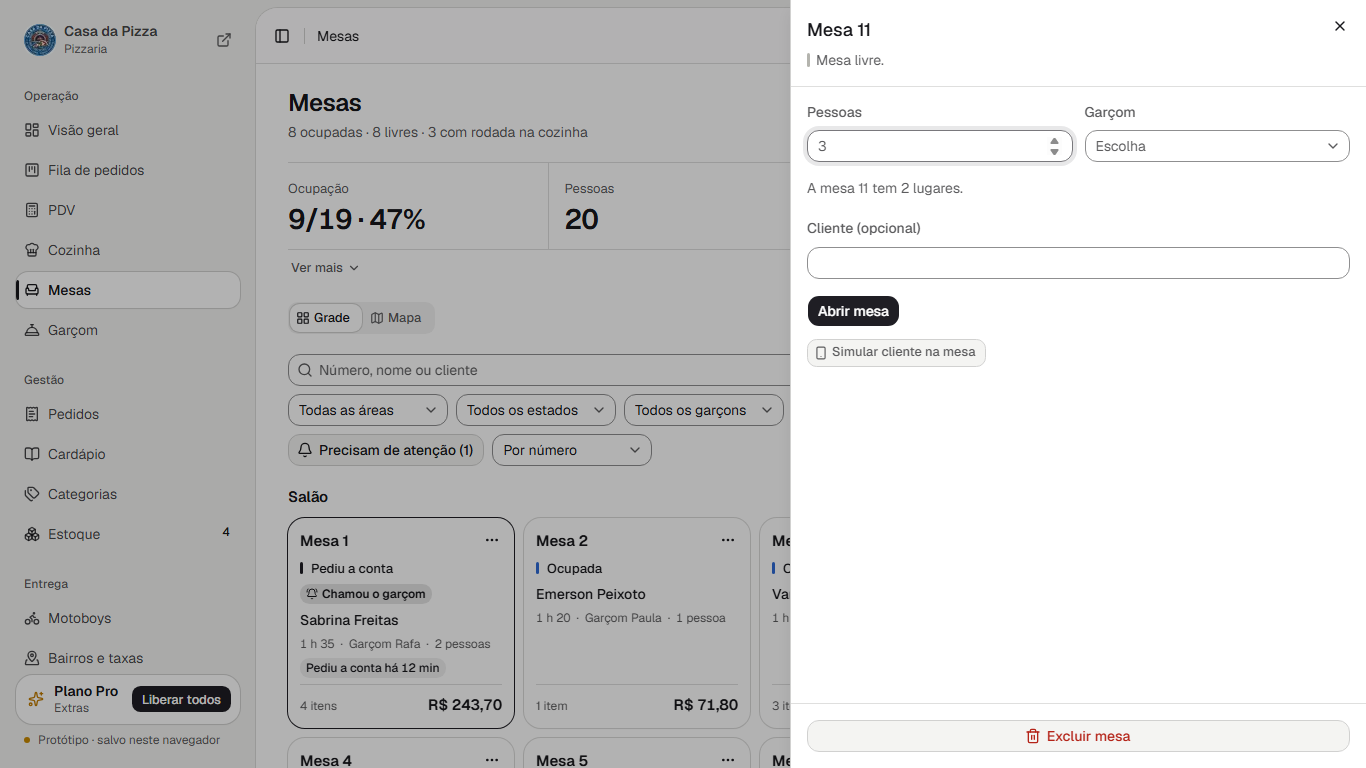 Casa da Pizza
Pizzaria
Operação
Visão geral
Fila de pedidos
PDV
Cozinha
Mesas
Garçom
Gestão
Pedidos
Cardápio
Categorias
Estoque 4
Entrega
Motoboys
Bairros e taxas
Plano Pro
Extras
Liberar todos
Protótipo · salvo neste navegador
Mesas
Mesas
8 ocupadas · 8 livres · 3 com rodada na cozinha
Ocupação
9/19 · 47%
Pessoas
20
Ver mais
Grade Mapa
Número, nome ou cliente
Todas as áreas Todos os estados Todos os garçons
Precisam de atenção (1) Por número
Salão
Mesa 1
Pediu a conta
Chamou o garçom
Sabrina Freitas
1 h 35 · Garçom Rafa · 2 pessoas
Pediu a conta há 12 min
4 itens R$ 243,70
Mesa 2
Ocupada
Emerson Peixoto
1 h 20 · Garçom Paula · 1 pessoa
1 item R$ 71,80
Mesa 4
Mesa 5
Mesa 11
Mesa livre.
Pessoas
3
Garçom
Escolha
A mesa 11 tem 2 lugares.
Cliente (opcional)
Abrir mesa
Simular cliente na mesa
Excluir mesa